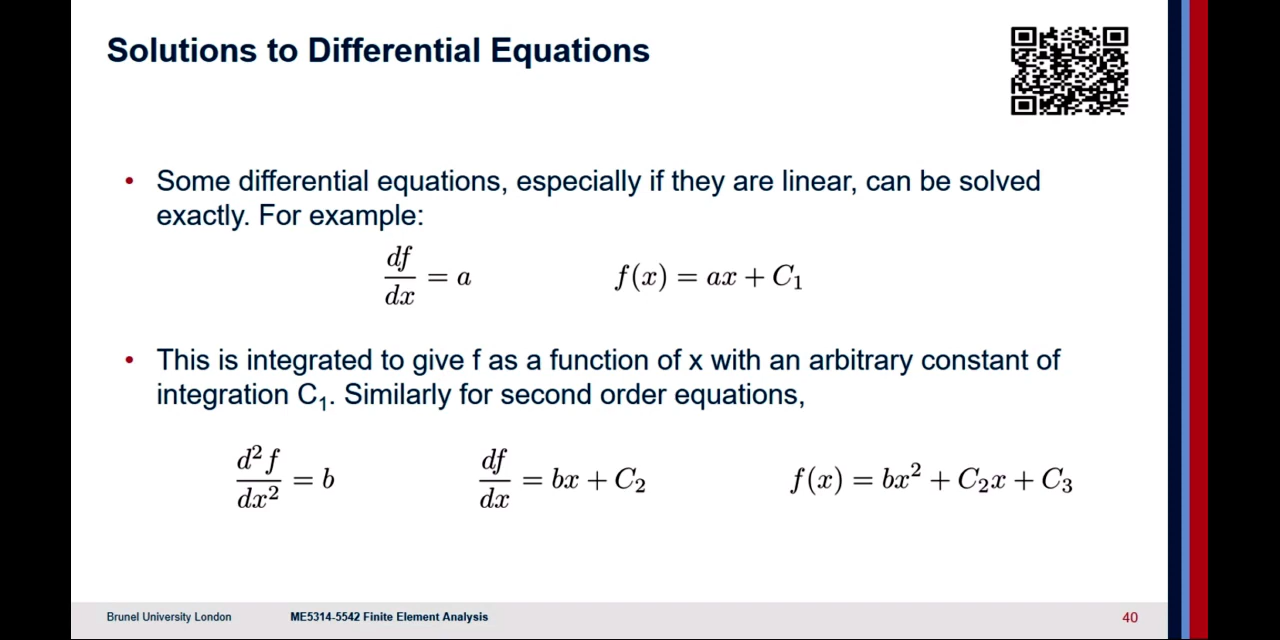 Solutions to Differential Equations
• Some differential equations, especially if they are linear, can be solved
exactly. For example:
df/dx = a    f(x) = ax + C₁
• This is integrated to give f as a function of x with an arbitrary constant of
integration C₁. Similarly for second order equations,
d²f/dx² = b    df/dx = bx + C₂    f(x) = bx² + C₂x + C₃
Brunel University London    ME5314-5542 Finite Element Analysis    40